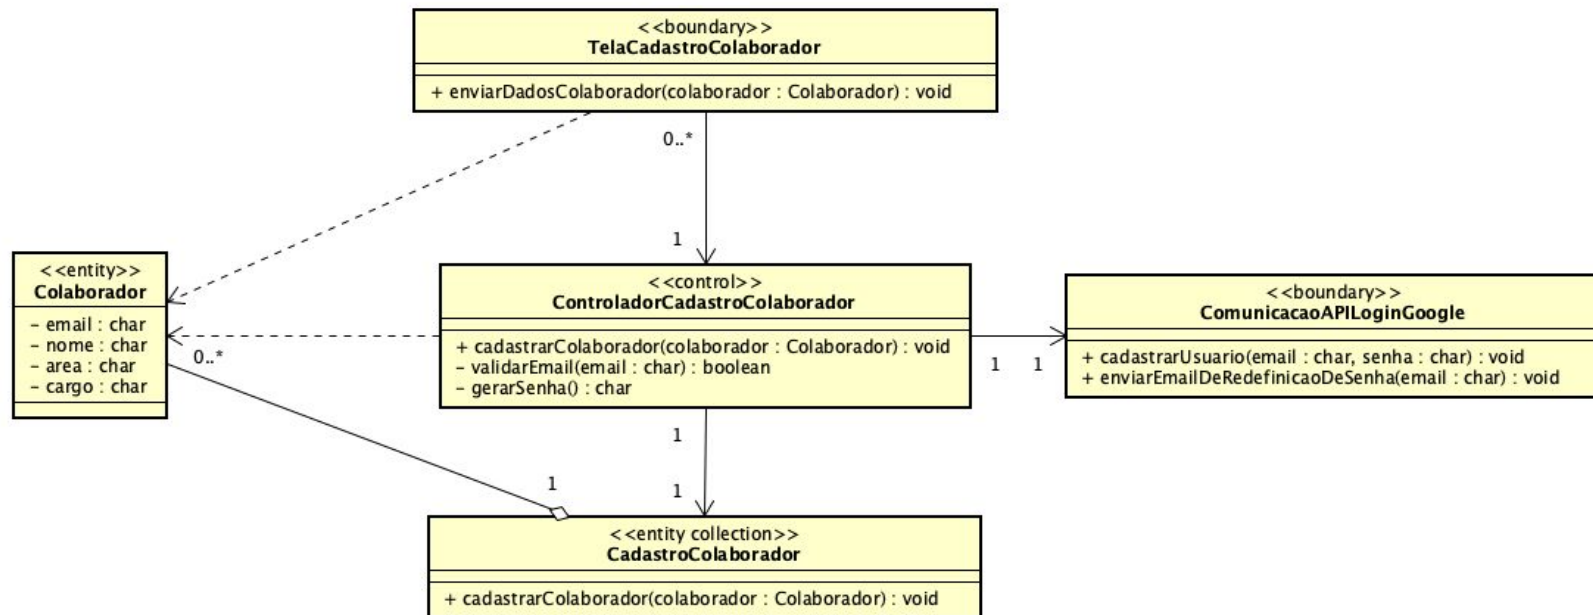 <<boundary>>
TelaCadastroColaborador
+ enviarDadosColaborador(colaborador : Colaborador) : void
0..*
1
<<entity>>
Colaborador
– email : char
– nome : char
– area : char
– cargo : char
0..*
<<control>>
ControladorCadastroColaborador
+ cadastrarColaborador(colaborador : Colaborador) : void
– validarEmail(email : char) : boolean
– gerarSenha() : char
1 1
<<boundary>>
ComunicacaoAPILoginGoogle
+ cadastrarUsuario(email : char, senha : char) : void
+ enviarEmailDeRedefinicaoDeSenha(email : char) : void
1
1
1
<<entity collection>>
CadastroColaborador
+ cadastrarColaborador(colaborador : Colaborador) : void